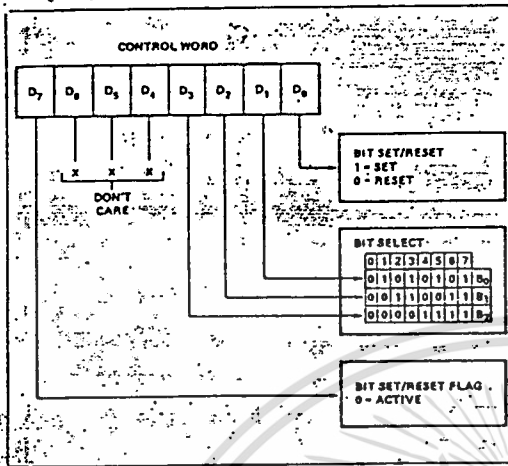 CONTROL WORD
D7 D6 D5 D4 D3 D2 D1 D0
X X X
DON'T
CARE
BIT SET/RESET
1 = SET
0 = RESET
BIT SELECT
0 1 2 3 4 5 6 7
0 1 0 1 0 1 0 1 B0
0 0 1 1 0 0 1 1 B1
0 0 0 0 1 1 1 1 B2
BIT SET/RESET FLAG
0 = ACTIVE